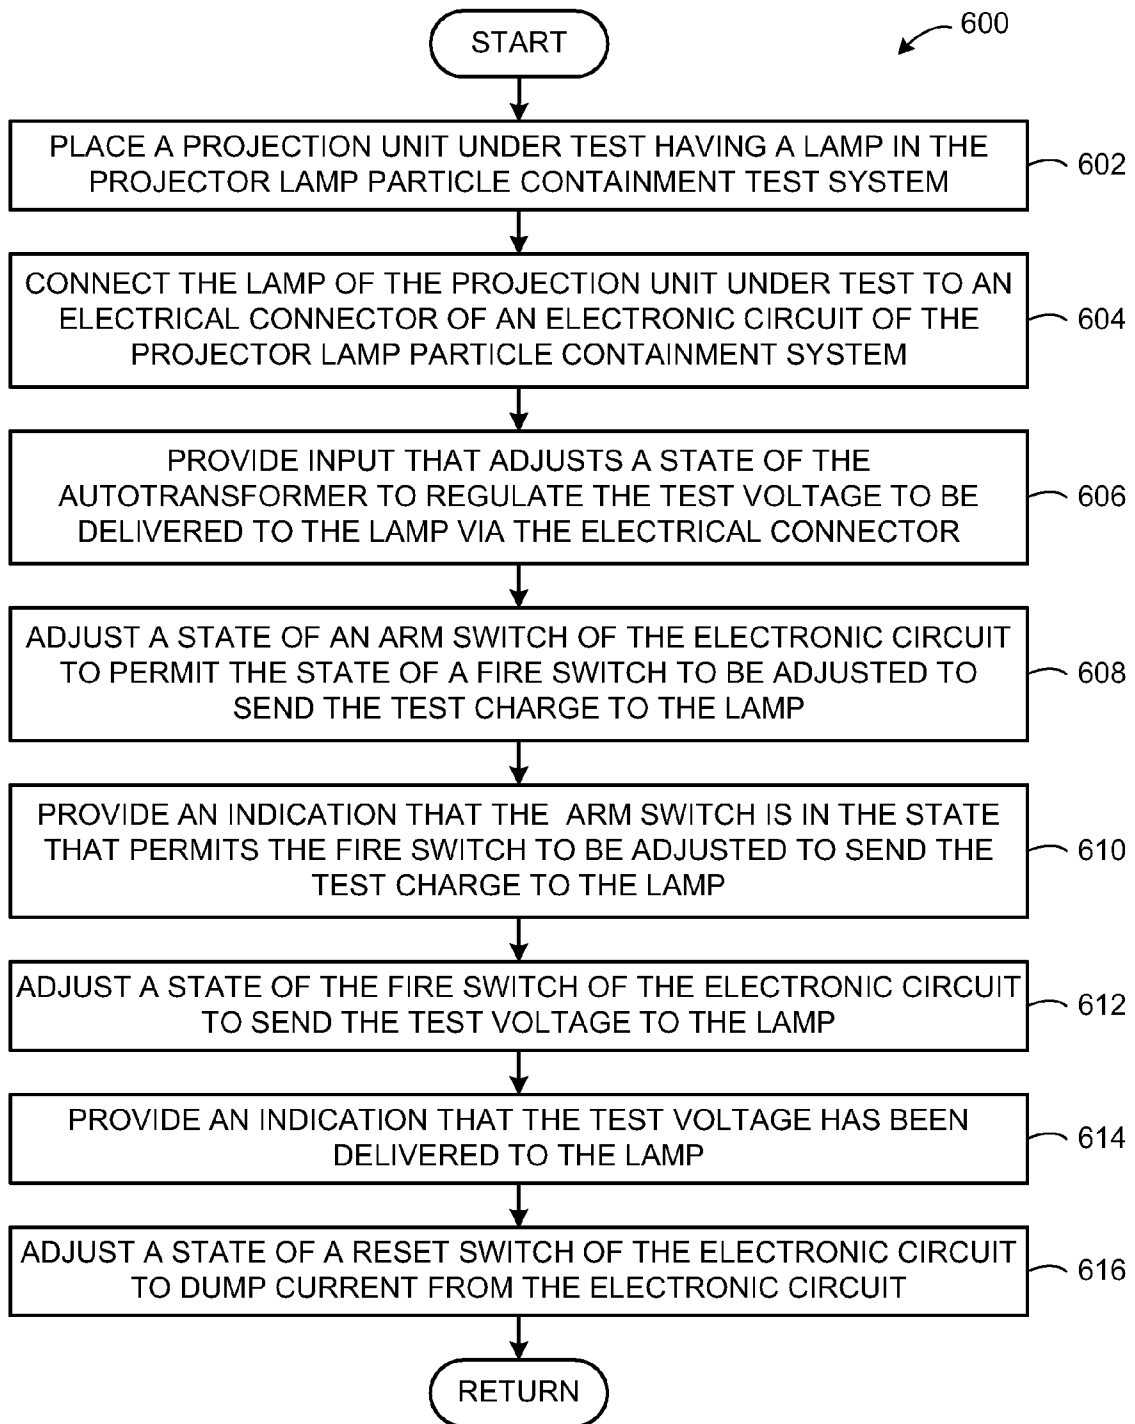 START
600
PLACE A PROJECTION UNIT UNDER TEST HAVING A LAMP IN THE
PROJECTOR LAMP PARTICLE CONTAINMENT TEST SYSTEM
602
CONNECT THE LAMP OF THE PROJECTION UNIT UNDER TEST TO AN
ELECTRICAL CONNECTOR OF AN ELECTRONIC CIRCUIT OF THE
PROJECTOR LAMP PARTICLE CONTAINMENT SYSTEM
604
PROVIDE INPUT THAT ADJUSTS A STATE OF THE
AUTOTRANSFORMER TO REGULATE THE TEST VOLTAGE TO BE
DELIVERED TO THE LAMP VIA THE ELECTRICAL CONNECTOR
606
ADJUST A STATE OF AN ARM SWITCH OF THE ELECTRONIC CIRCUIT
TO PERMIT THE STATE OF A FIRE SWITCH TO BE ADJUSTED TO
SEND THE TEST CHARGE TO THE LAMP
608
PROVIDE AN INDICATION THAT THE ARM SWITCH IS IN THE STATE
THAT PERMITS THE FIRE SWITCH TO BE ADJUSTED TO SEND THE
TEST CHARGE TO THE LAMP
610
ADJUST A STATE OF THE FIRE SWITCH OF THE ELECTRONIC CIRCUIT
TO SEND THE TEST VOLTAGE TO THE LAMP
612
PROVIDE AN INDICATION THAT THE TEST VOLTAGE HAS BEEN
DELIVERED TO THE LAMP
614
ADJUST A STATE OF A RESET SWITCH OF THE ELECTRONIC CIRCUIT
TO DUMP CURRENT FROM THE ELECTRONIC CIRCUIT
616
RETURN